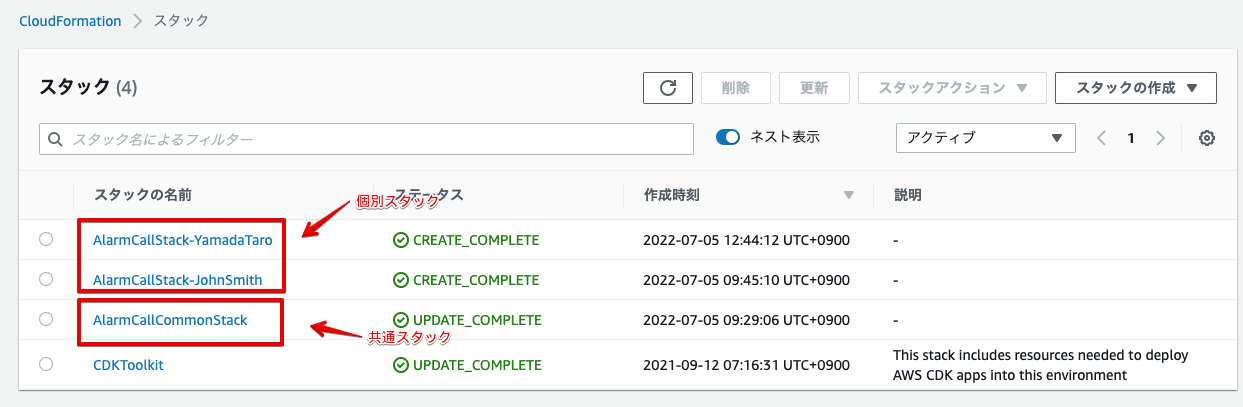 CloudFormation > スタック
スタック (4)
削除
更新
スタックアクション
スタックの作成
スタック名によるフィルター
ネスト表示
アクティブ
1
スタックの名前
ステータス
作成時刻
説明
個別スタック
AlarmCallStack-YamadaTaro CREATE_COMPLETE 2022-07-05 12:44:12 UTC+0900 -
AlarmCallStack-JohnSmith CREATE_COMPLETE 2022-07-05 09:45:10 UTC+0900 -
AlarmCallCommonStack UPDATE_COMPLETE 2022-07-05 09:29:06 UTC+0900 -
共通スタック
CDKToolkit UPDATE_COMPLETE 2021-09-12 07:16:31 UTC+0900 This stack includes resources needed to deploy
AWS CDK apps into this environment